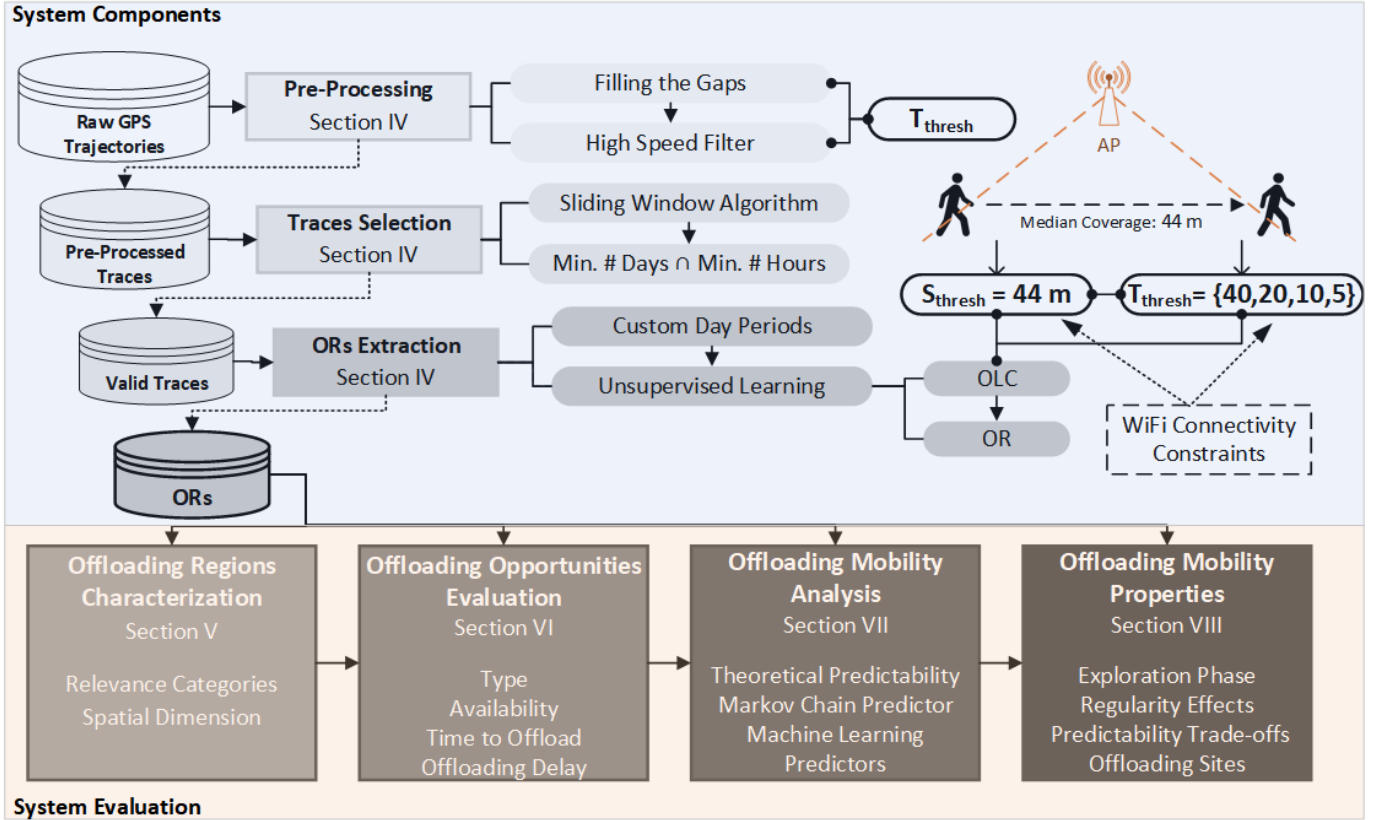 System Components
Raw GPS
Trajectories
Pre-Processing
Section IV
Filling the Gaps
High Speed Filter
T_thresh
AP
Median Coverage: 44 m
Pre-Processed
Traces
Traces Selection
Section IV
Sliding Window Algorithm
Min. # Days ∩ Min. # Hours
S_thresh = 44 m
T_thresh= {40,20,10,5}
Valid Traces
ORs Extraction
Section IV
Custom Day Periods
Unsupervised Learning
OLC
OR
WiFi Connectivity
Constraints
ORs
Offloading Regions
Characterization
Section V
Relevance Categories
Spatial Dimension
Offloading Opportunities
Evaluation
Section VI
Type
Availability
Time to Offload
Offloading Delay
Offloading Mobility
Analysis
Section VII
Theoretical Predictability
Markov Chain Predictor
Machine Learning
Predictors
Offloading Mobility
Properties
Section VIII
Exploration Phase
Regularity Effects
Predictability Trade-offs
Offloading Sites
System Evaluation